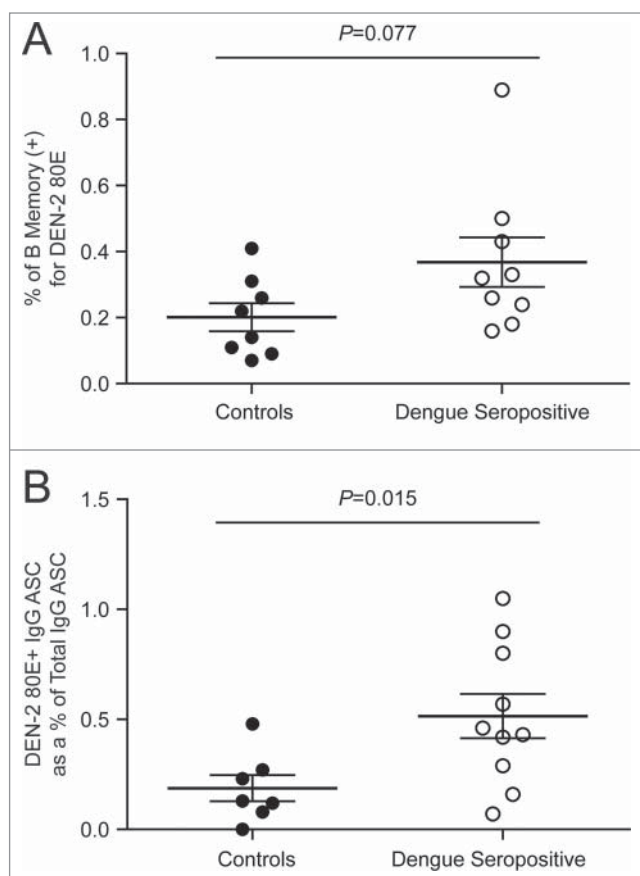 A
P=0.077
% of B Memory (+)
for DEN-2 80E
1.0
0.8
0.6
0.4
0.2
0.0
Controls
Dengue Seropositive
B
P=0.015
DEN-2 80E+ IgG ASC
as a % of Total IgG ASC
1.5
1.0
0.5
0.0
Controls
Dengue Seropositive